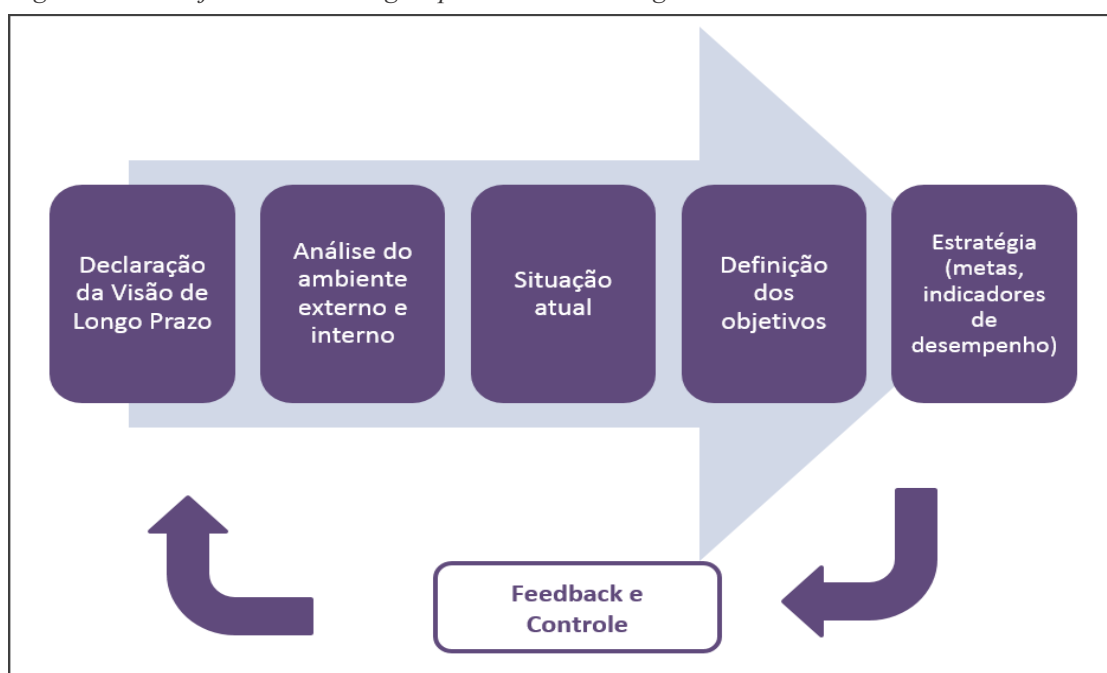 Declaração
da Visão de
Longo Prazo
Análise do
ambiente
externo e
interno
Situação
atual
Definição
dos
objetivos
Estratégia
(metas,
indicadores
de
desempenho)
Feedback e
Controle